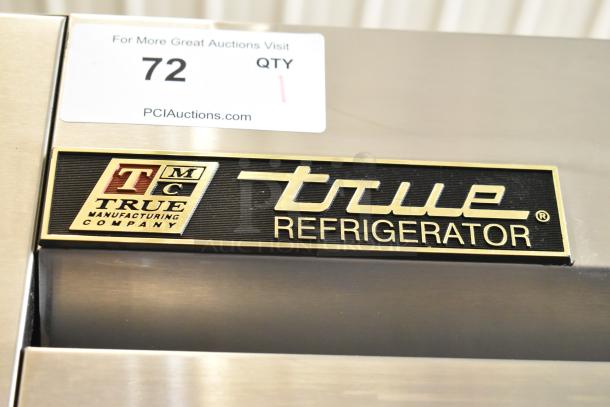 For More Great Auctions Visit
72 QTY 1
PCIAuctions.com
T M C
TRUE
MANUFACTURING
COMPANY
true®
REFRIGERATOR